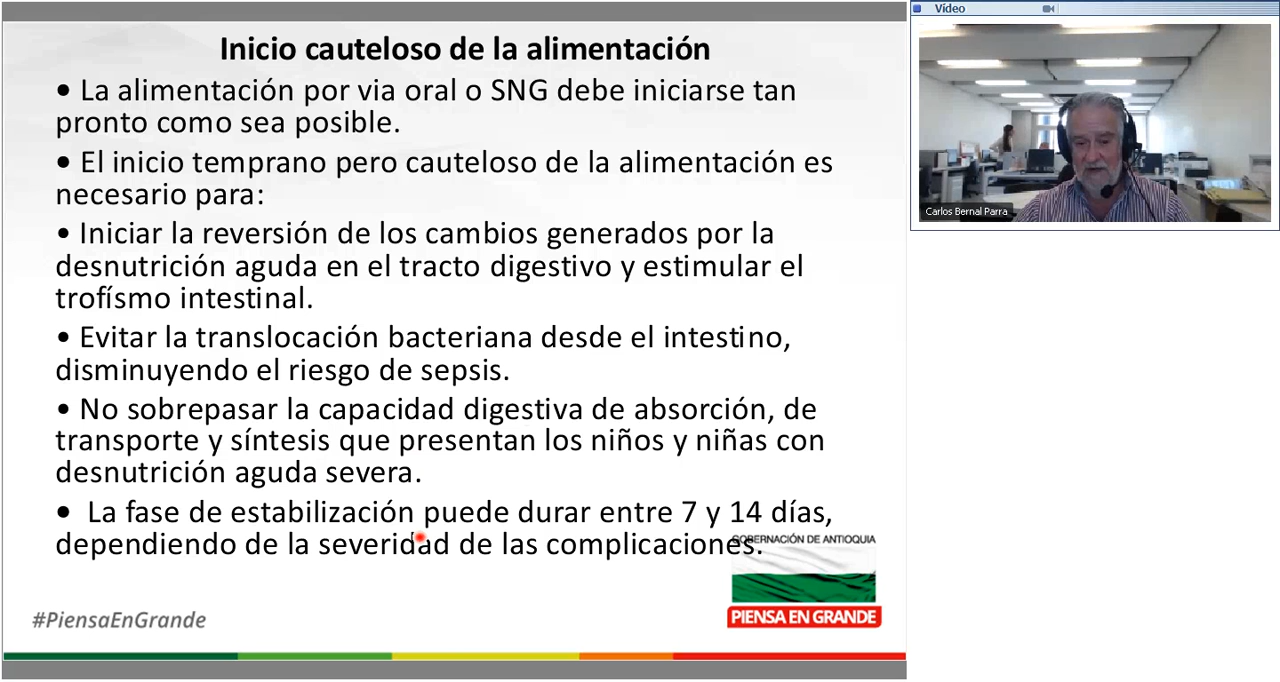 Inicio cauteloso de la alimentación
• La alimentación por via oral o SNG debe iniciarse tan
pronto como sea posible.
• El inicio temprano pero cauteloso de la alimentación es
necesario para:
• Iniciar la reversión de los cambios generados por la
desnutrición aguda en el tracto digestivo y estimular el
trofísmo intestinal.
• Evitar la translocación bacteriana desde el intestino,
disminuyendo el riesgo de sepsis.
• No sobrepasar la capacidad digestiva de absorción, de
transporte y síntesis que presentan los niños y niñas con
desnutrición aguda severa.
• La fase de estabilización puede durar entre 7 y 14 días,
dependiendo de la severidad de las complicaciones.
GOBERNACIÓN DE ANTIOQUIA
PIENSA EN GRANDE
#PiensaEnGrande
Vídeo
Carlos Bernal Parra